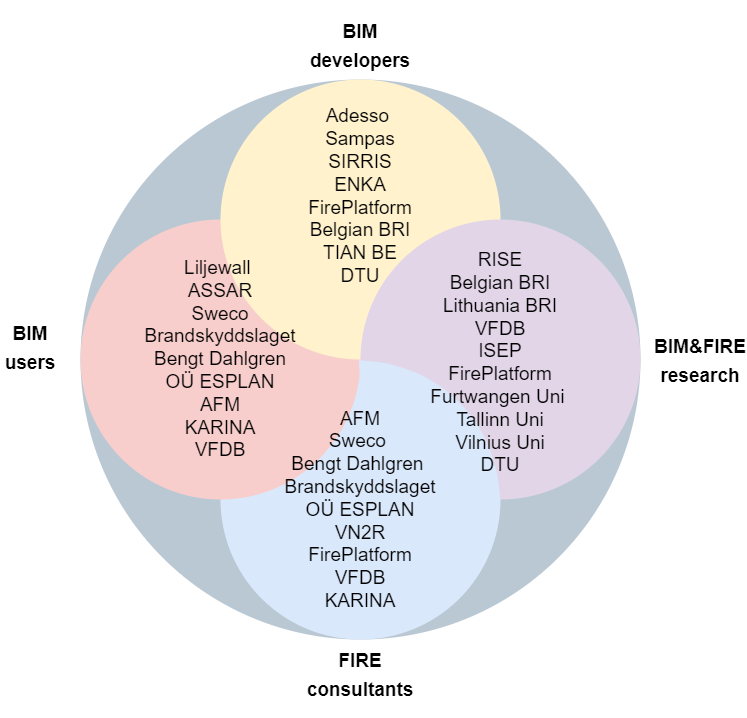 BIM
developers
Adesso
Sampas
SIRRIS
ENKA
FirePlatform
Belgian BRI
TIAN BE
DTU
BIM
users
Liljewall
ASSAR
Sweco
Brandskyddslaget
Bengt Dahlgren
OÜ ESPLAN
AFM
KARINA
VFDB
RISE
Belgian BRI
Lithuania BRI
VFDB
ISEP
FirePlatform
Furtwangen Uni
Tallinn Uni
Vilnius Uni
DTU
BIM&FIRE
research
AFM
Sweco
Bengt Dahlgren
Brandskyddslaget
OÜ ESPLAN
VN2R
FirePlatform
VFDB
KARINA
FIRE
consultants